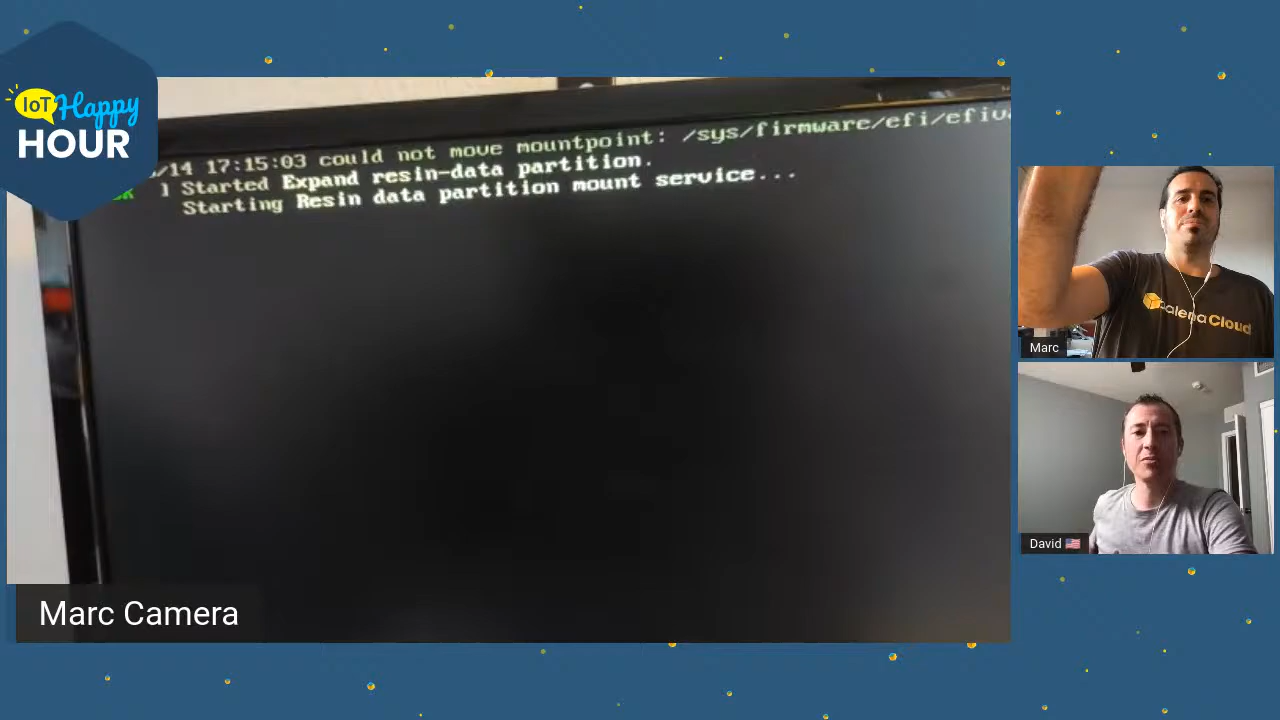 IoT Happy
HOUR
/14 17:15:03 could not move mountpoint: /sys/firmware/efi/efiv
] Started Expand resin-data partition.
Starting Resin data partition mount service...
balenaCloud
Marc
David
Marc Camera